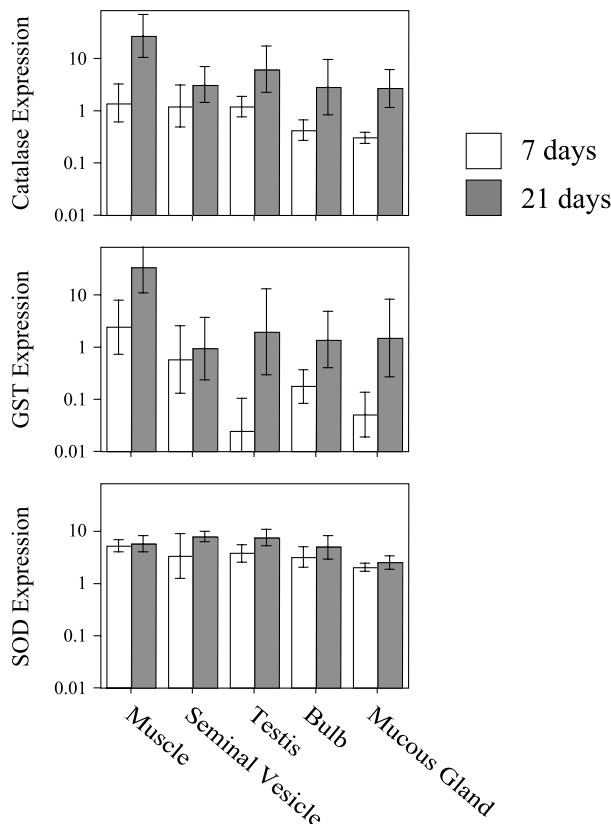 Catalase Expression
10
1
0.1
0.01
7 days
21 days
GST Expression
10
1
0.1
0.01
SOD Expression
10
1
0.1
0.01
Muscle
Seminal Vesicle
Testis
Bulb
Mucous Gland